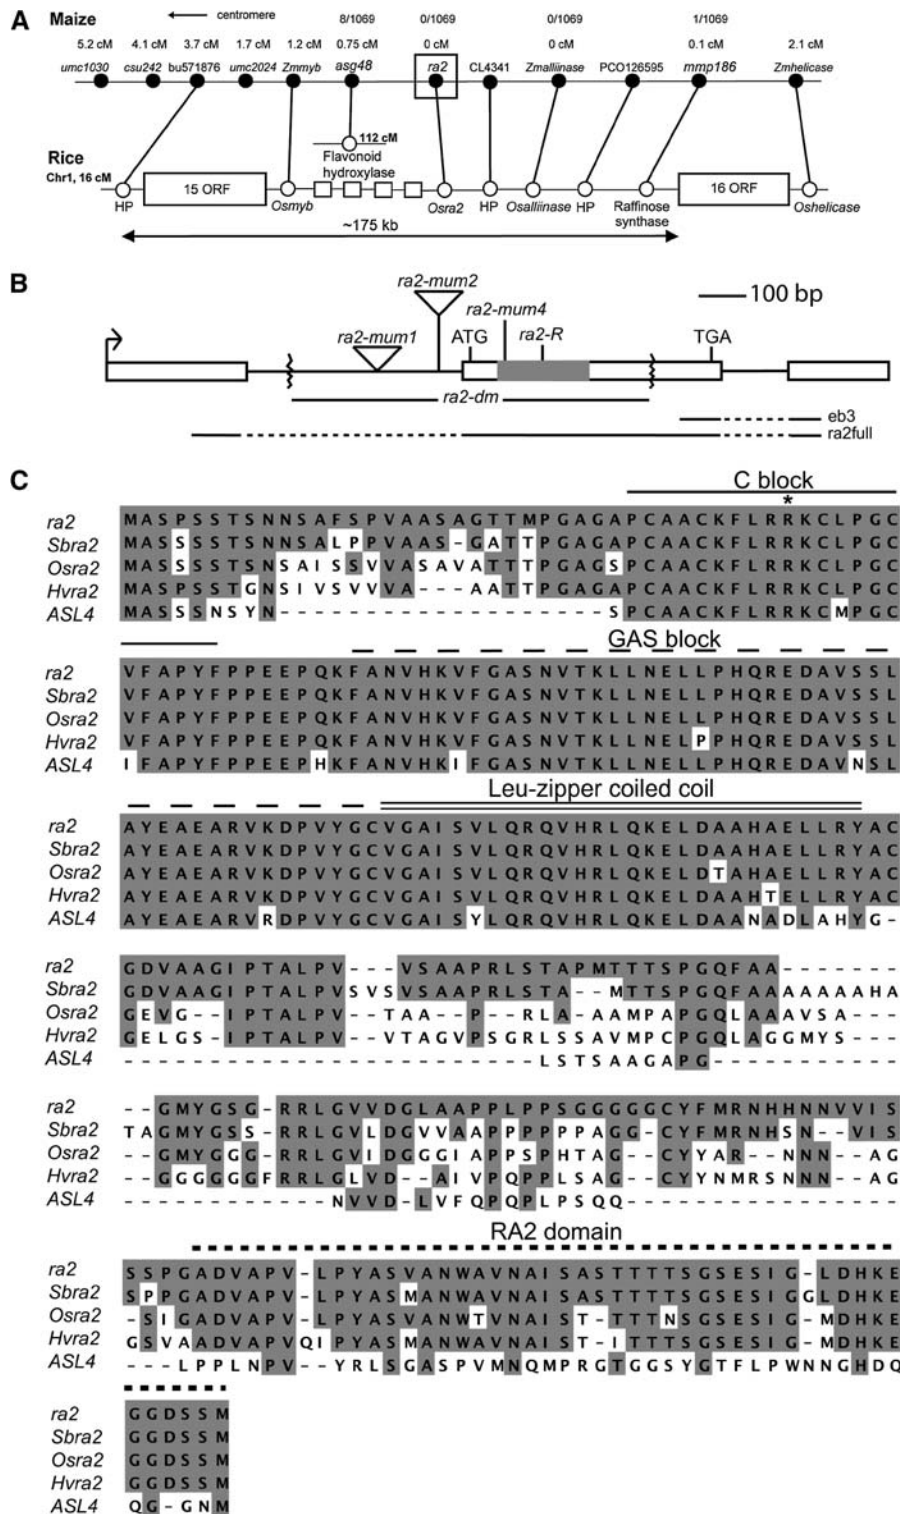 A
Maize
centromere
8/1069 0/1069 0/1069 1/1069
5.2 cM 4.1 cM 3.7 cM 1.7 cM 1.2 cM 0.75 cM 0 cM 0 cM 0.1 cM 2.1 cM
umc1030 csu242 bu571876 umc2024 Zmmyb asg48 ra2 CL4341 Zmalliinase PCO126595 mmp186 Zmhelicase
112 cM
Rice
Flavonoid
hydroxylase
Chr1, 16 cM
15 ORF
16 ORF
HP Osmyb Osra2 HP Osalliinase HP Raffinose
synthase
Oshelicase
~175 kb
B
ra2-mum2
100 bp
ra2-mum4
ra2-mum1 ATG ra2-R TGA
ra2-dm
eb3
ra2full
C
C block
*
ra2 MASPSSTSNNSAFSPVAASAGTTMPGAGAPCAACKFLRRKCLPGC
Sbra2 MASSSSTSNNSALPPVAAS-GATTPGAGAPCAACKFLRRKCLPGC
Osra2 MASSSSTSNSAISSVVASAVATTTPGAGSPCAACKFLRRKCLPGC
Hvra2 MASPSSTGNSIVSVVVA---AATTPGAGAPCAACKFLRRKCLPGC
ASL4 MASSSNSYN-------------------SPCAACKFLRRKCMPGC
GAS block
ra2 VFAPYFPPEEPQKFANVHKVFGASNVTKLLNELLPHQREDAVSSL
Sbra2 VFAPYFPPEEPQKFANVHKVFGASNVTKLLNELLPHQREDAVSSL
Osra2 VFAPYFPPEEPQKFANVHKVFGASNVTKLLNELLPHQREDAVSSL
Hvra2 VFAPYFPPEEPQKFANVHKVFGASNVTKLLNELPPHQREDAVSSL
ASL4 IFAPYFPPEEPHKFANVHKIFGASNVTKLLNELLPHQREDAVNSL
Leu-zipper coiled coil
ra2 AYEAEARVKDPVYGCVGAISVLQRQVHRLQKELDAAHAELLRYAC
Sbra2 AYEAEARVKDPVYGCVGAISVLQRQVHRLQKELDAAHAELLRYAC
Osra2 AYEAEARVKDPVYGCVGAISVLQRQVHRLQKELDTAHAELLRYAC
Hvra2 AYEAEARVKDPVYGCVGAISVLQRQVHRLQKELDAAHTELLRYAC
ASL4 AYEAEARVRDPVYGCVGAISYLQRQVHRLQKELDAANADLAHYG-
ra2 GDVAAGIPTALPV---VSAAPRLSTAPMTTTSPGQFAA-------
Sbra2 GDVAAGIPTALPVSVSVSAAPRLSTA--MTTSPGQFAAAAAAAHA
Osra2 GEVG--IPTALPV--TAA--P--RLA-AAMPAPGQLAAAVSA---
Hvra2 GELGS-IPTALPV--VTAGVPSGRLSSAVMPCPGQLAGGMYS---
ASL4 ------------------------LSTSAAGAPG-----------
ra2 --GMYGSG-RRLGVVDGLAAPPLPPSGGGGGCYFMRNHHNNVVIS
Sbra2 TAGMYGSS-RRLGVLDGVVAAPPPPPPAGG-CYFMRNHSN--VIS
Osra2 --GMYGGG-RRLGVIDGGGIAPPSPHTAG-CYYAR--NNN--AG
Hvra2 --GGGGGGFRRLGLVD--AIVPQPPLSAG-CYYNMRSNNN--AG
ASL4 ------------NVVD-LVFQPQPLPSQQ----------------
RA2 domain
ra2 SSPGADVAPV-LPYASVANWAVNAISASTTTTSGSESIG-LDHKE
Sbra2 SPPGADVAPV-LPYASMANWAVNAISASTTTTSGSESIGGLDHKE
Osra2 -SIGADVAPV-LPYASMANWTVNAIST-TTTNSGSESIG-MDHKE
Hvra2 GSVAADVAPVQIPYASMANWAVNAIST-ITTTSGSESIG-MDHKE
ASL4 ---LPPLNPV--YRLSGASPVMNQMPRGTGGSYGTFLPWNNGHDQ
ra2 GGDSSM
Sbra2 GGDSSM
Osra2 GGDSSM
Hvra2 GGDSSM
ASL4 QG-GNM